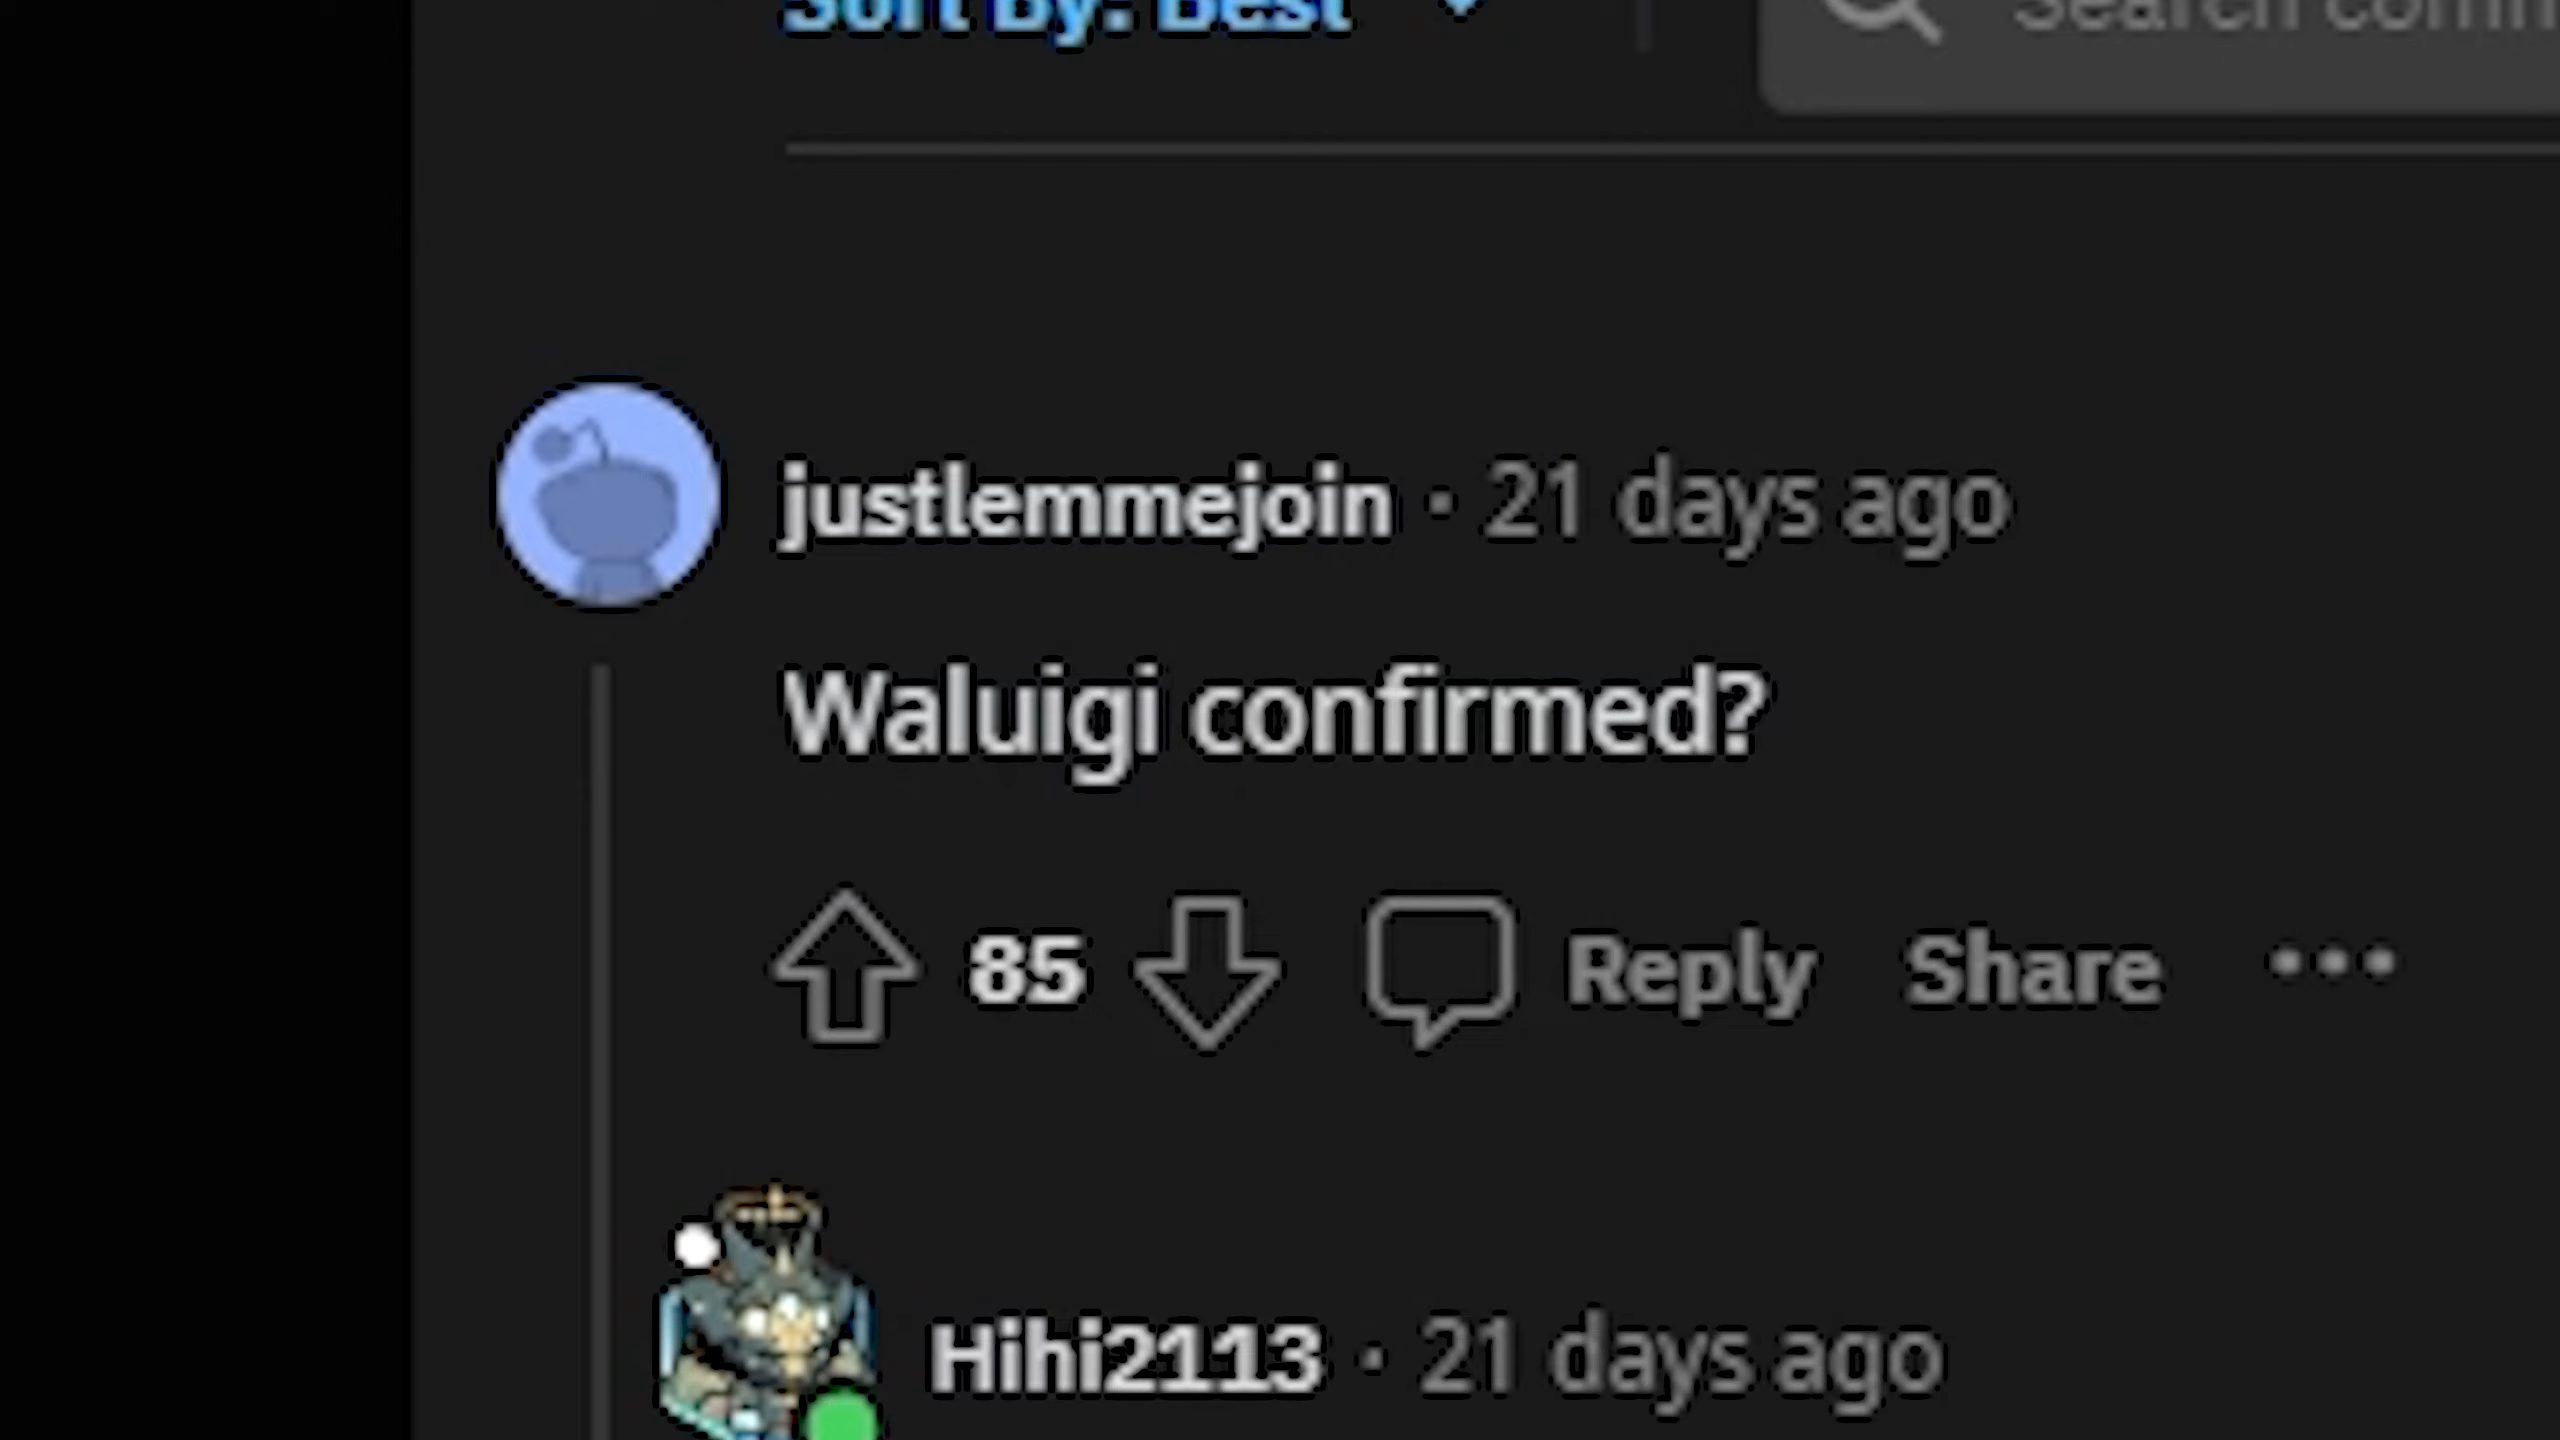 Sort By: Best
Search comm
justlemmejoin · 21 days ago
Waluigi confirmed?
85 Reply Share ...
Hihi2113 · 21 days ago